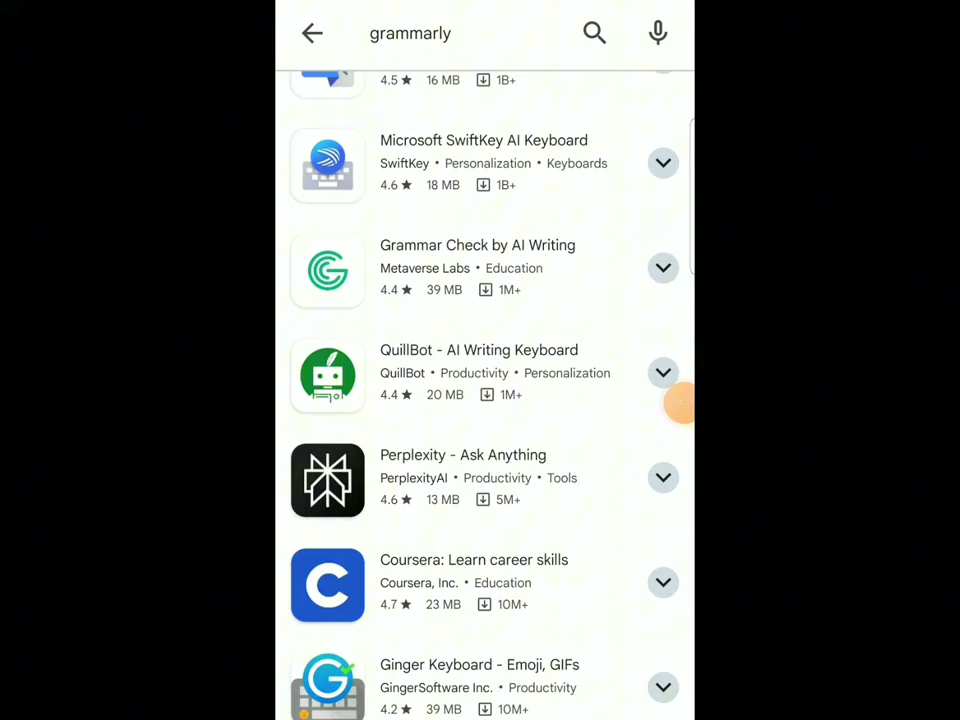 grammarly
4.5 ★ 16 MB 1B+
Microsoft SwiftKey AI Keyboard
SwiftKey • Personalization • Keyboards
4.6 ★ 18 MB 1B+
Grammar Check by AI Writing
Metaverse Labs • Education
4.4 ★ 39 MB 1M+
QuillBot - AI Writing Keyboard
QuillBot • Productivity • Personalization
4.4 ★ 20 MB 1M+
Perplexity - Ask Anything
PerplexityAI • Productivity • Tools
4.6 ★ 13 MB 5M+
Coursera: Learn career skills
Coursera, Inc. • Education
4.7 ★ 23 MB 10M+
Ginger Keyboard - Emoji, GIFs
GingerSoftware Inc. • Productivity
4.2 ★ 39 MB 10M+